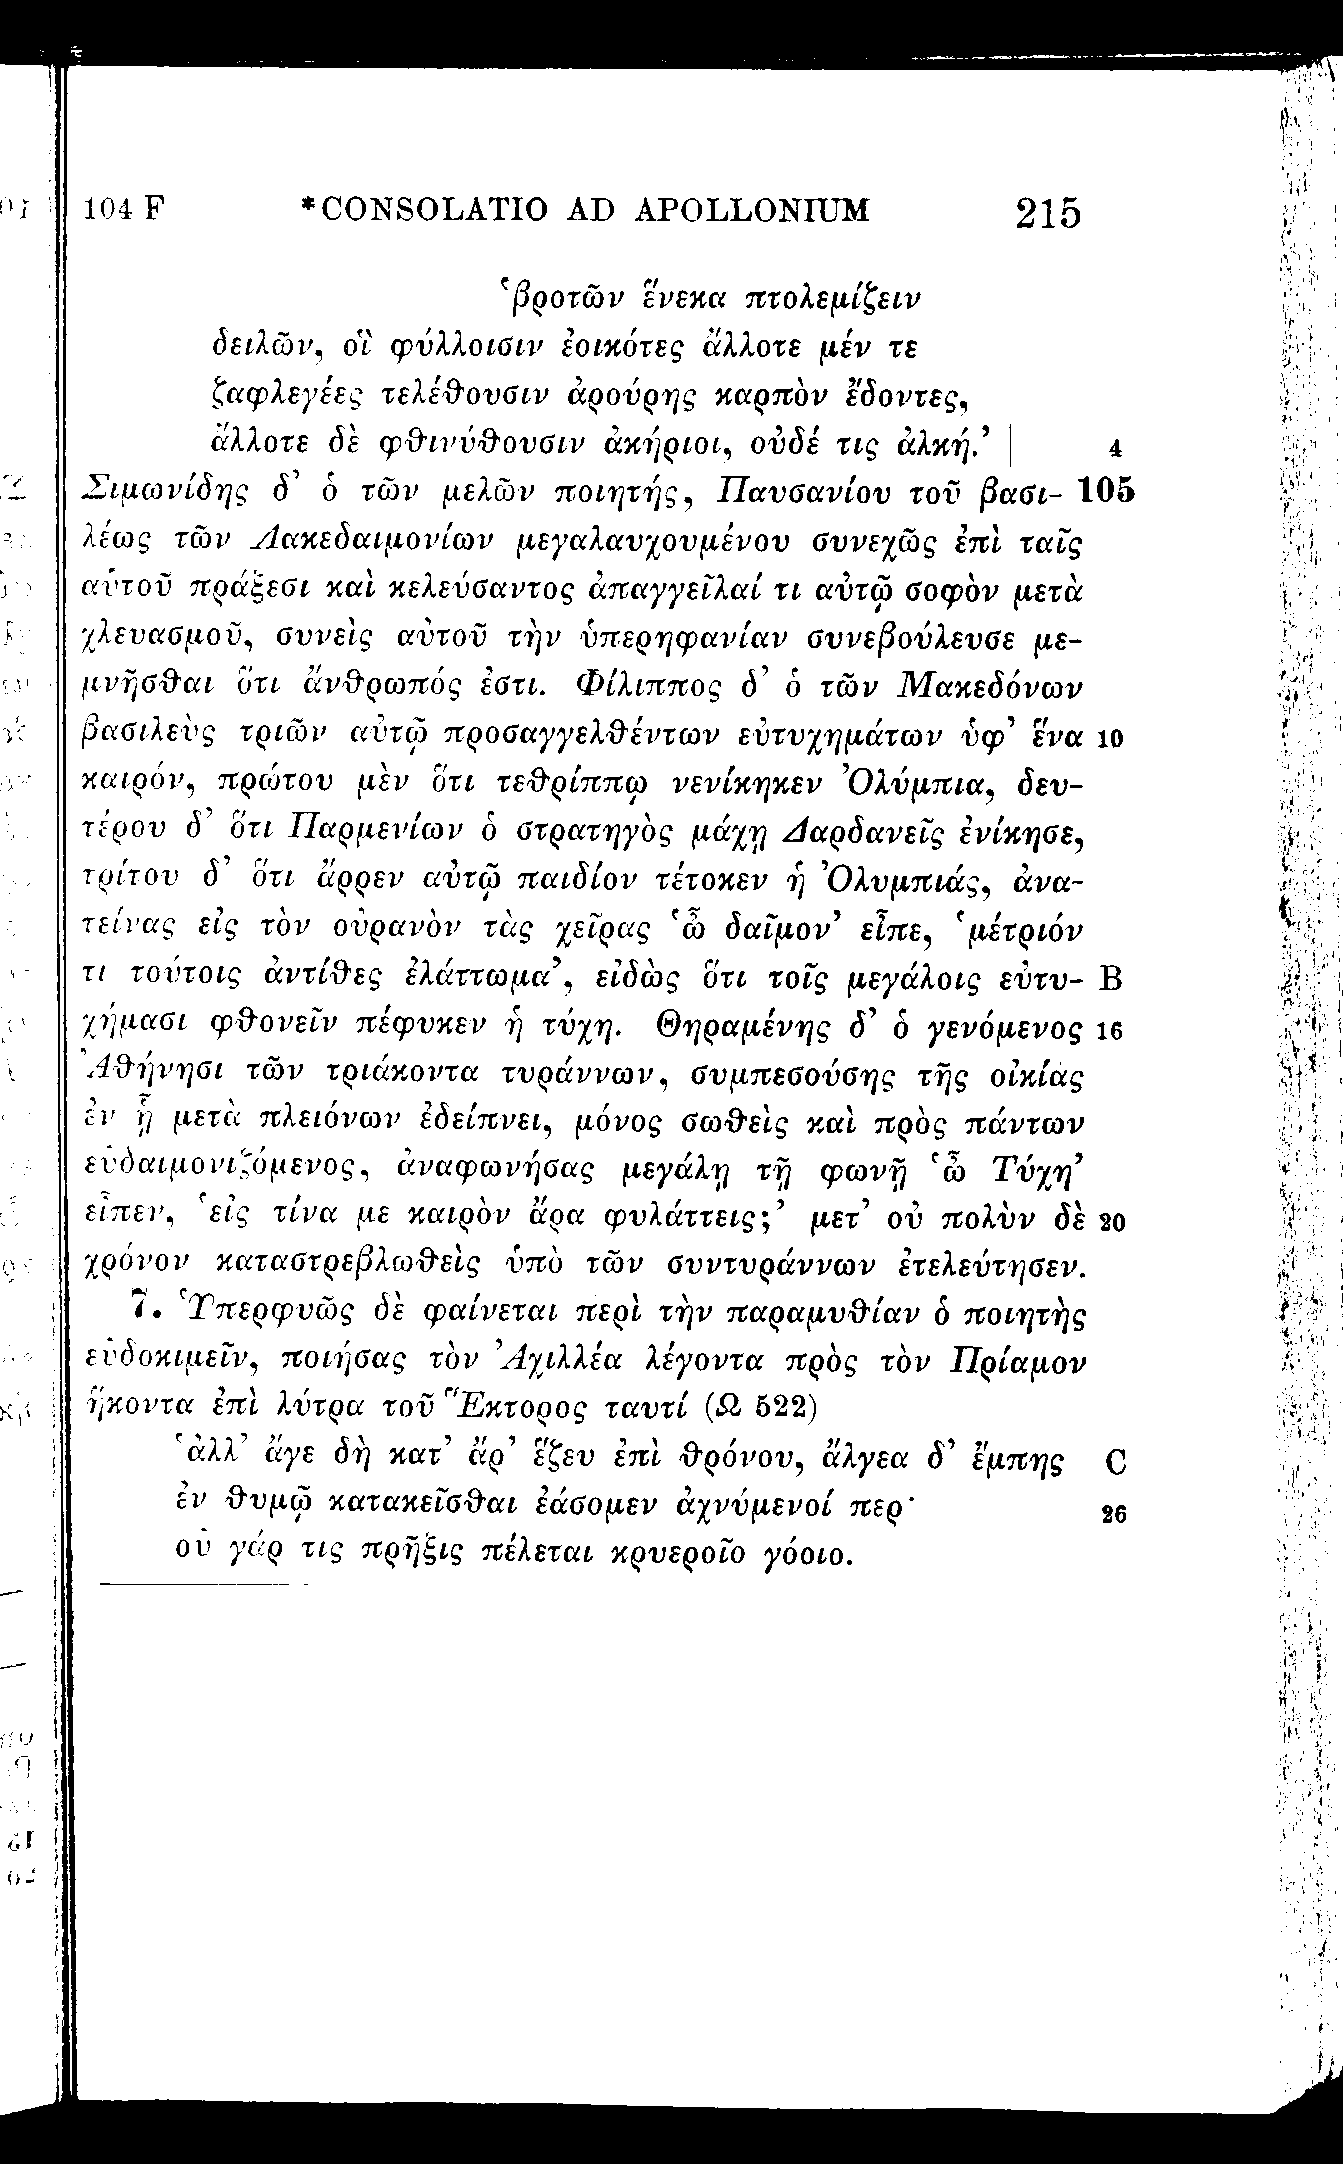 104 F *CONSOLATIO AD APOLLONIUM 215
‘βροτῶν ἕνεκα πτολεμίζειν
δειλῶν, οἳ φύλλοισιν ἐοικότες ἄλλοτε μέν τε
ζαφλεγέες τελέθουσιν ἀρούρης καρπὸν ἔδοντες,
ἄλλοτε δὲ φθινύθουσιν ἀκήριοι, οὐδέ τις ἀλκή.’ | 4
Σιμωνίδης δ’ ὁ τῶν μελῶν ποιητής, Παυσανίου τοῦ βασι- 105
λέως τῶν Λακεδαιμονίων μεγαλαυχουμένου συνεχῶς ἐπὶ ταῖς
αὑτοῦ πράξεσι καὶ κελεύσαντος ἀπαγγεῖλαί τι αὐτῷ σοφὸν μετὰ
χλευασμοῦ, συνεὶς αὐτοῦ τὴν ὑπερηφανίαν συνεβούλευσε με-
μνῆσθαι ὅτι ἄνθρωπός ἐστι. Φίλιππος δ’ ὁ τῶν Μακεδόνων
βασιλεὺς τριῶν αὐτῷ προσαγγελθέντων εὐτυχημάτων ὑφ’ ἕνα 10
καιρόν, πρώτου μὲν ὅτι τεθρίππῳ νενίκηκεν Ὀλύμπια, δευ-
τέρου δ’ ὅτι Παρμενίων ὁ στρατηγὸς μάχῃ Δαρδανεῖς ἐνίκησε,
τρίτου δ’ ὅτι ἄρρεν αὐτῷ παιδίον τέτοκεν ἡ Ὀλυμπιάς, ἀνα-
τείνας εἰς τὸν οὐρανὸν τὰς χεῖρας ‘ὦ δαῖμον’ εἶπε, ‘μέτριόν
τι τούτοις ἀντίθες ἐλάττωμα’, εἰδὼς ὅτι τοῖς μεγάλοις εὐτυ- B
χήμασι φθονεῖν πέφυκεν ἡ τύχη. Θηραμένης δ’ ὁ γενόμενος 16
Ἀθήνησι τῶν τριάκοντα τυράννων, συμπεσούσης τῆς οἰκίας
ἐν ᾗ μετὰ πλειόνων ἐδείπνει, μόνος σωθεὶς καὶ πρὸς πάντων
εὐδαιμονιζόμενος, ἀναφωνήσας μεγάλῃ τῇ φωνῇ ‘ὦ Τύχη’
εἶπεν, ‘εἰς τίνα με καιρὸν ἄρα φυλάττεις;’ μετ’ οὐ πολὺν δὲ 20
χρόνον καταστρεβλωθεὶς ὑπὸ τῶν συντυράννων ἐτελεύτησεν.
7. Ὑπερφυῶς δὲ φαίνεται περὶ τὴν παραμυθίαν ὁ ποιητὴς
εὐδοκιμεῖν, ποιήσας τὸν Ἀχιλλέα λέγοντα πρὸς τὸν Πρίαμον
ἥκοντα ἐπὶ λύτρα τοῦ Ἕκτορος ταυτί (Ω 522)
‘ἀλλ’ ἄγε δὴ κατ’ ἄρ’ ἕζευ ἐπὶ θρόνου, ἄλγεα δ’ ἔμπης C
ἐν θυμῷ κατακεῖσθαι ἐάσομεν ἀχνύμενοί περ· 26
οὐ γάρ τις πρῆξις πέλεται κρυεροῖο γόοιο.